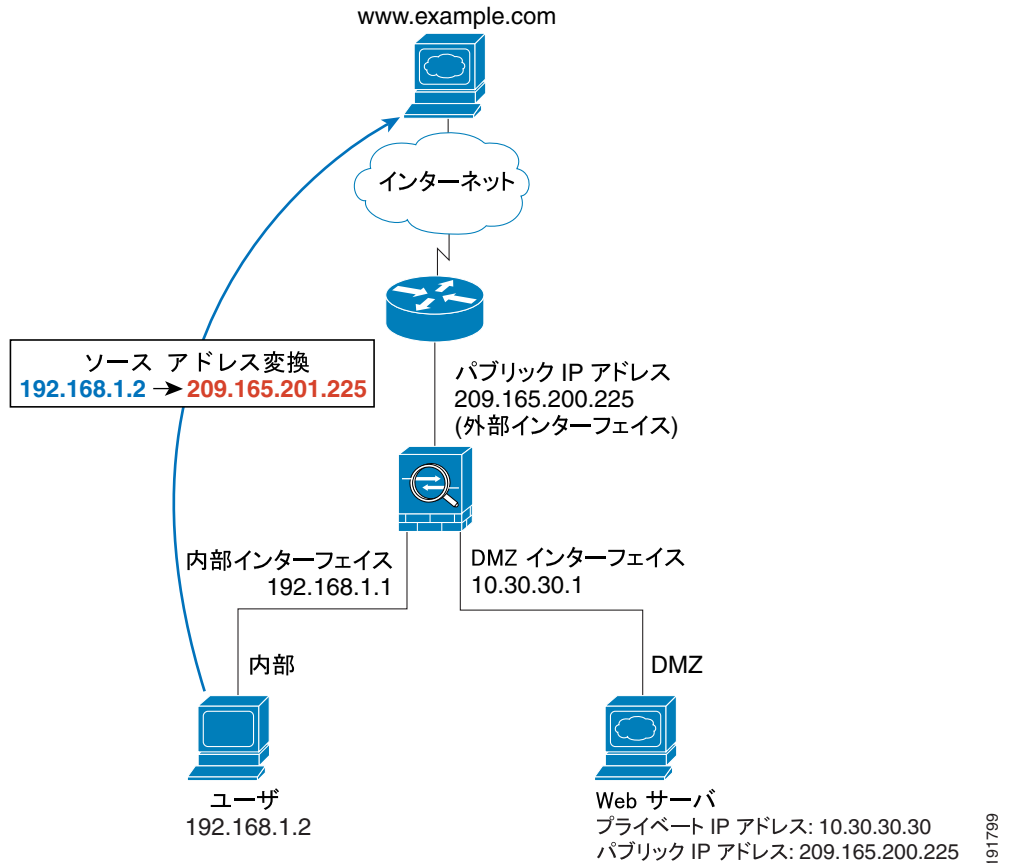 www.example.com
インターネット
ソース アドレス変換
192.168.1.2 → 209.165.201.225
パブリック IP アドレス
209.165.200.225
(外部インターフェイス)
内部インターフェイス
192.168.1.1
DMZ インターフェイス
10.30.30.1
内部
DMZ
ユーザ
192.168.1.2
Web サーバ
プライベート IP アドレス: 10.30.30.30
パブリック IP アドレス: 209.165.200.225
191799